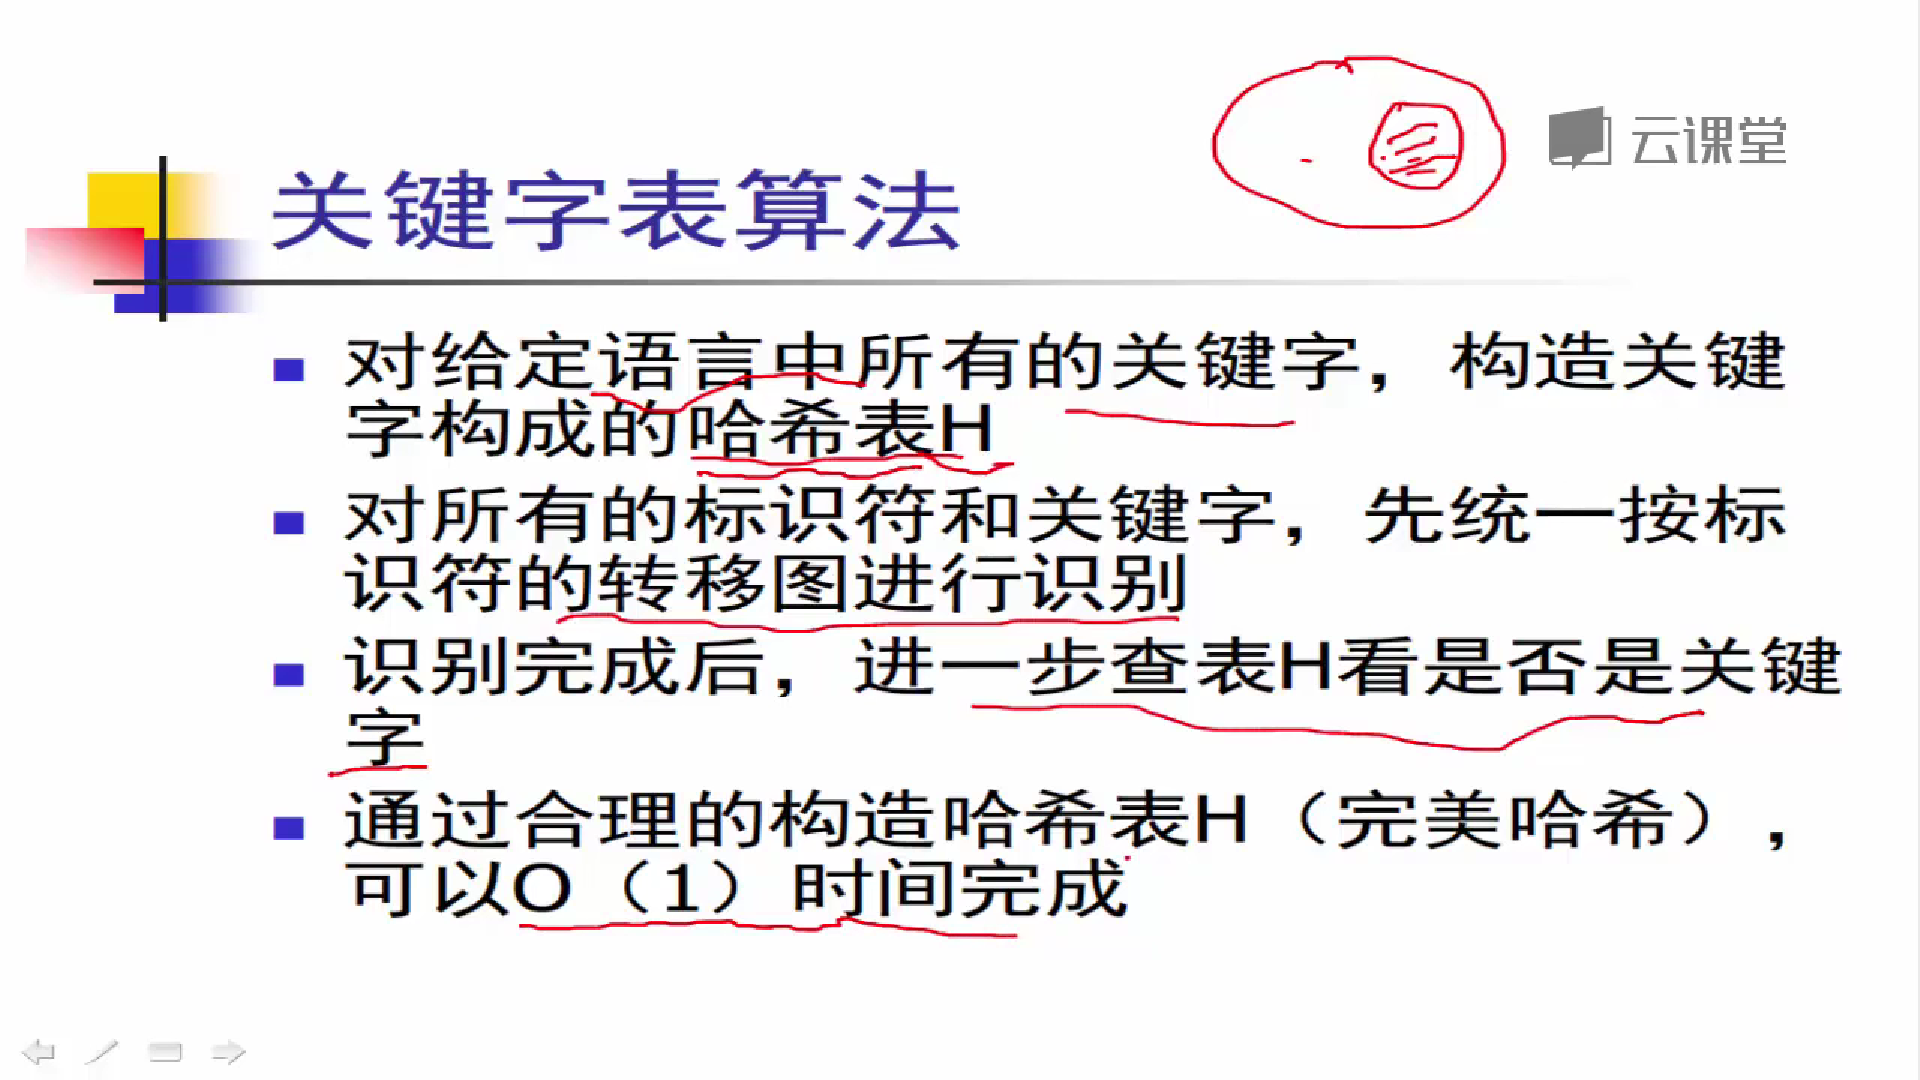 云课堂
关键字表算法
对给定语言中所有的关键字，构造关键
字构成的哈希表H
对所有的标识符和关键字，先统一按标
识符的转移图进行识别
识别完成后，进一步查表H看是否是关键
字
通过合理的构造哈希表H（完美哈希），
可以O（1）时间完成